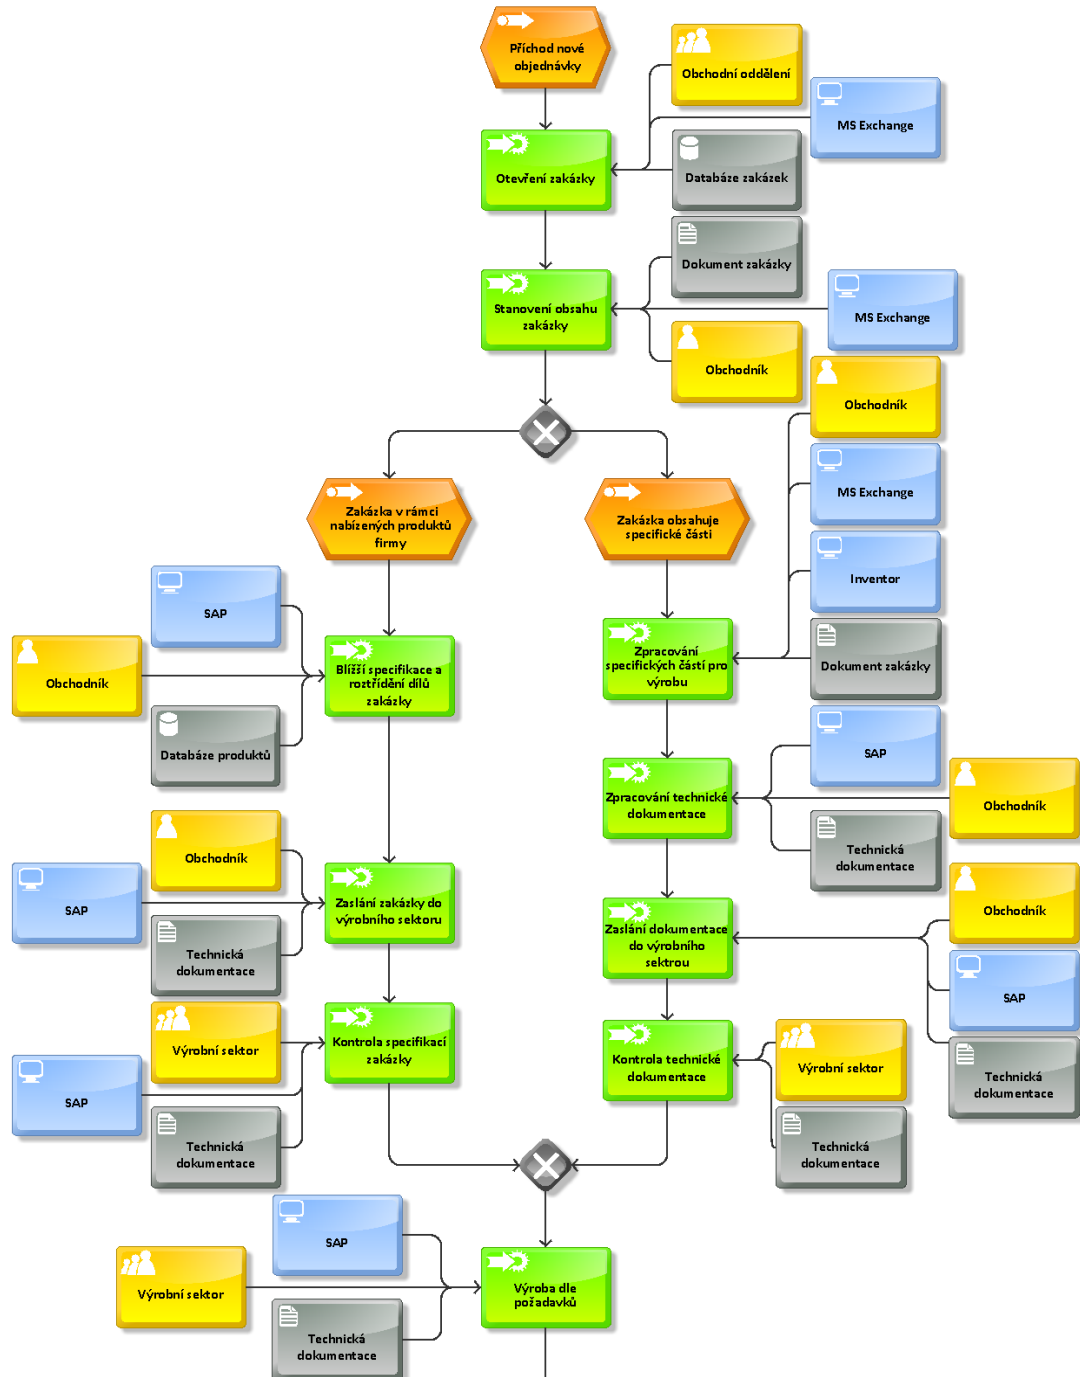 Příchod nové
objednávky
Obchodní oddělení
MS Exchange
Otevření zakázky
Databáze zakázek
Dokument zakázky
Stanovení obsahu
zakázky
MS Exchange
Obchodník
Obchodník
MS Exchange
Zakázka v rámci
nabízených produktů
firmy
Zakázka obsahuje
specifické části
Inventor
SAP
Obchodník
Bližší specifikace a
roztřídění dílů
zakázky
Databáze produktů
Zpracování
specifických částí pro
výrobu
Dokument zakázky
SAP
Zpracování technické
dokumentace
Obchodník
Technická
dokumentace
Obchodník
SAP
Zaslání zakázky do
výrobního sektoru
Technická
dokumentace
Zaslání dokumentace
do výrobního
sektrou
Obchodník
SAP
Technická
dokumentace
Výrobní sektor
Kontrola specifikací
zakázky
SAP
Technická
dokumentace
Kontrola technické
dokumentace
Výrobní sektor
Technická
dokumentace
SAP
Výrobní sektor
Výroba dle
požadavků
Technická
dokumentace